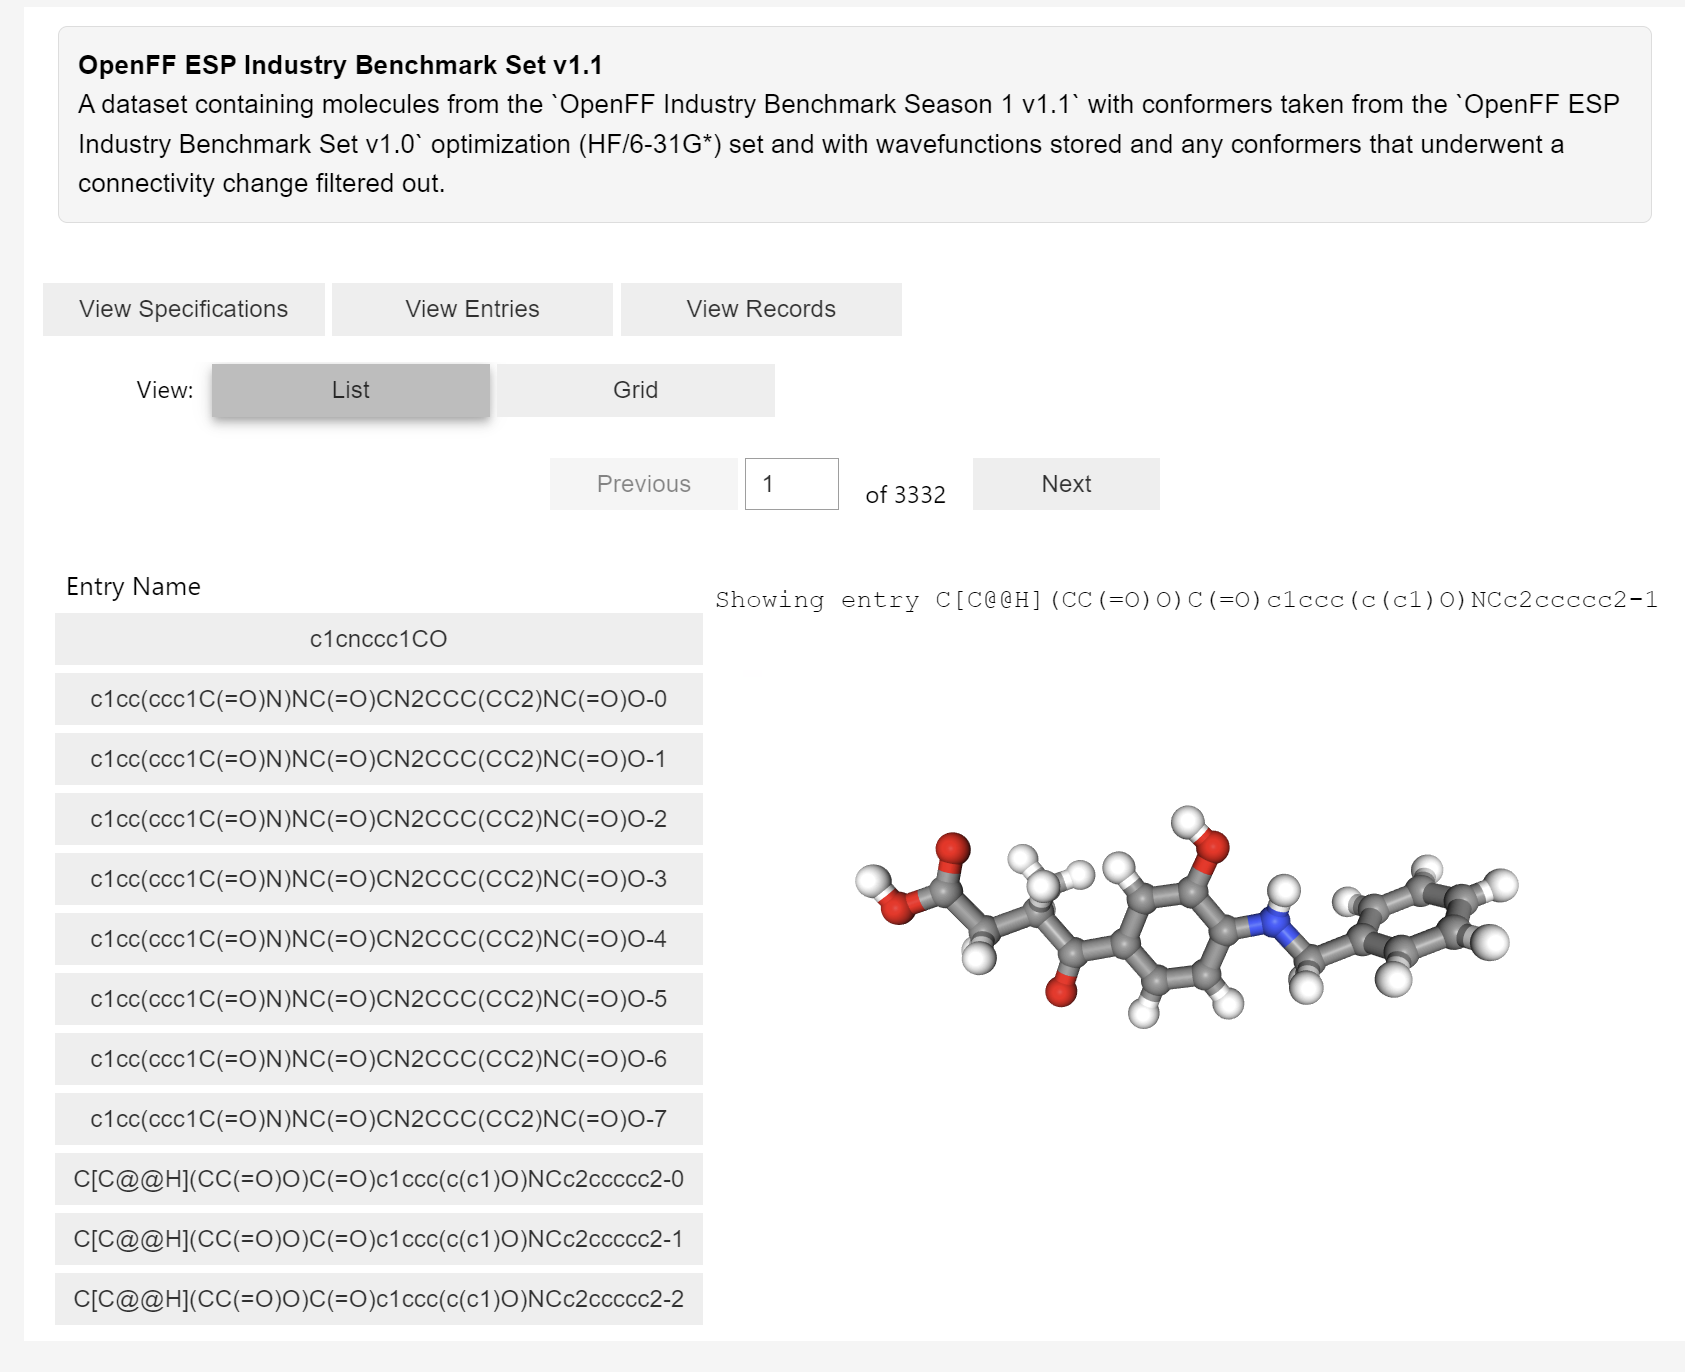 OpenFF ESP Industry Benchmark Set v1.1
A dataset containing molecules from the `OpenFF Industry Benchmark Season 1 v1.1` with conformers taken from the `OpenFF ESP
Industry Benchmark Set v1.0` optimization (HF/6-31G*) set and with wavefunctions stored and any conformers that underwent a
connectivity change filtered out.
View Specifications View Entries View Records
View: List Grid
Previous 1 of 3332 Next
Entry Name
Showing entry C[C@@H](CC(=O)O)C(=O)c1ccc(c(c1)O)NCc2ccccc2-1
c1cnccc1CO
c1cc(ccc1C(=O)N)NC(=O)CN2CCC(CC2)NC(=O)O-0
c1cc(ccc1C(=O)N)NC(=O)CN2CCC(CC2)NC(=O)O-1
c1cc(ccc1C(=O)N)NC(=O)CN2CCC(CC2)NC(=O)O-2
c1cc(ccc1C(=O)N)NC(=O)CN2CCC(CC2)NC(=O)O-3
c1cc(ccc1C(=O)N)NC(=O)CN2CCC(CC2)NC(=O)O-4
c1cc(ccc1C(=O)N)NC(=O)CN2CCC(CC2)NC(=O)O-5
c1cc(ccc1C(=O)N)NC(=O)CN2CCC(CC2)NC(=O)O-6
c1cc(ccc1C(=O)N)NC(=O)CN2CCC(CC2)NC(=O)O-7
C[C@@H](CC(=O)O)C(=O)c1ccc(c(c1)O)NCc2ccccc2-0
C[C@@H](CC(=O)O)C(=O)c1ccc(c(c1)O)NCc2ccccc2-1
C[C@@H](CC(=O)O)C(=O)c1ccc(c(c1)O)NCc2ccccc2-2